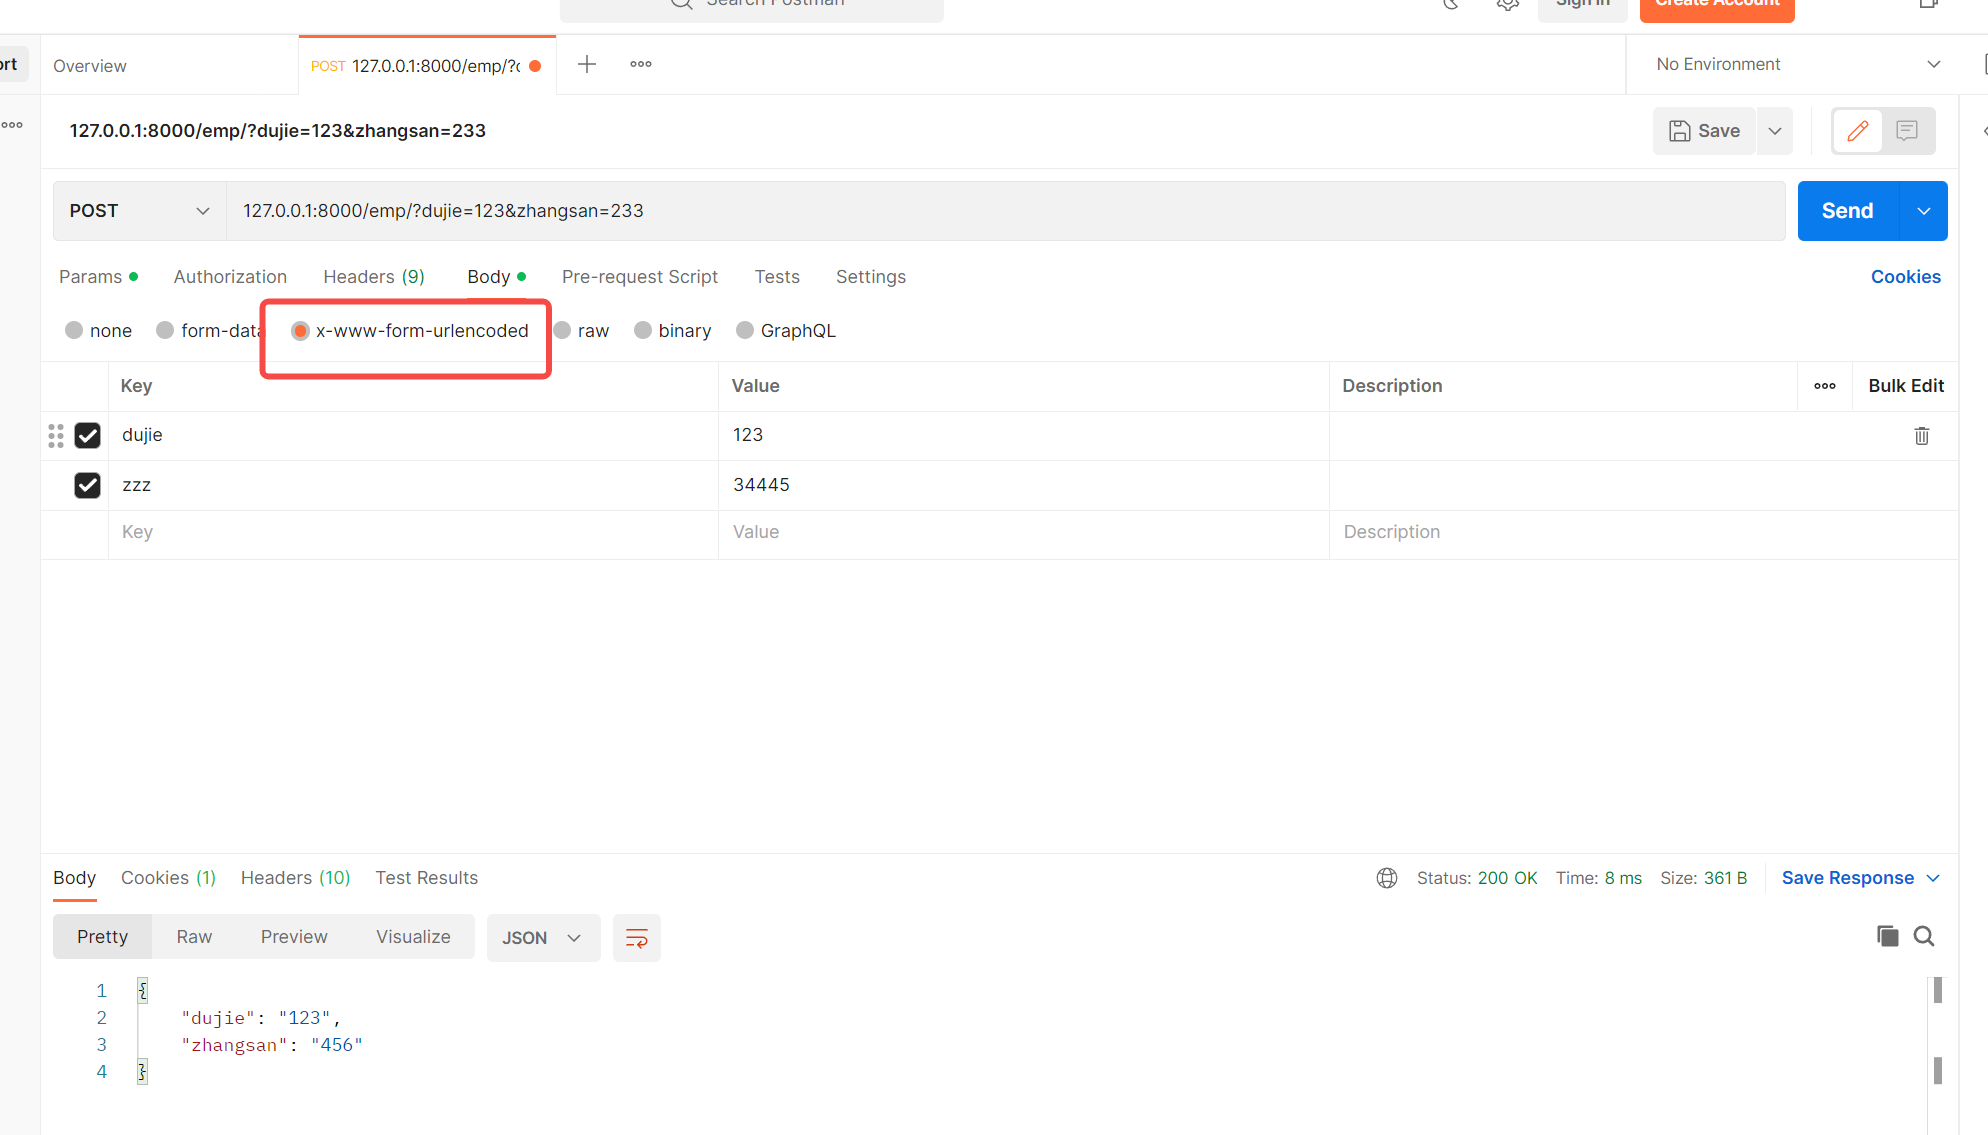 Search Postman
Sign In
Create Account
ort
Overview
POST 127.0.0.1:8000/emp/?
No Environment
127.0.0.1:8000/emp/?dujie=123&zhangsan=233
Save
POST
127.0.0.1:8000/emp/?dujie=123&zhangsan=233
Send
Params
Authorization
Headers (9)
Body
Pre-request Script
Tests
Settings
Cookies
none
form-data
x-www-form-urlencoded
raw
binary
GraphQL
Key Value Description Bulk Edit
dujie 123
zzz 34445
Key Value Description
Body
Cookies (1)
Headers (10)
Test Results
Status: 200 OK
Time: 8 ms
Size: 361 B
Save Response
Pretty
Raw
Preview
Visualize
JSON
1 {
2 "dujie": "123",
3 "zhangsan": "456"
4 }